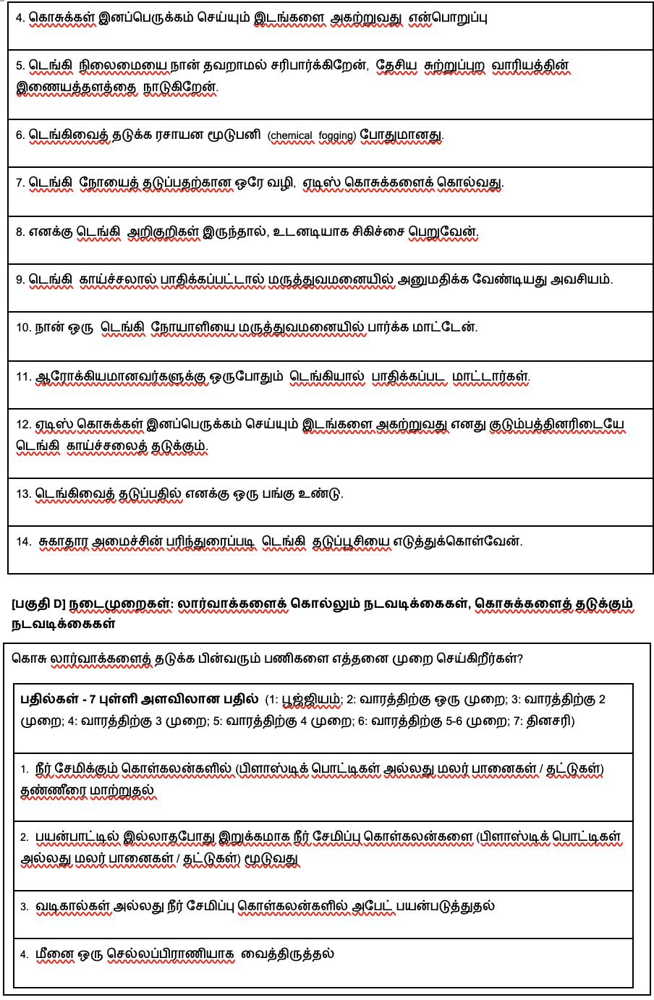 4. கொசுக்கள் இனப்பெருக்கம் செய்யும் இடங்களை அகற்றுவது என்பொறுப்பு
5. டெங்கி நிலைமையை நான் தவறாமல் சரிபார்க்கிறேன், தேசிய சுற்றுப்புற வாரியத்தின்
இணையத்தளத்தை நாடுகிறேன்.
6. டெங்கிவைத் தடுக்க ரசாயன மூடுபனி (chemical fogging) போதுமானது.
7. டெங்கி நோயைத் தடுப்பதற்கான ஒரே வழி, ஏடிஸ் கொசுக்களைக் கொல்வது.
8. எனக்கு டெங்கி அறிகுறிகள் இருந்தால், உடனடியாக சிகிச்சை பெறுவேன்.
9. டெங்கி காய்ச்சலால் பாதிக்கப்பட்டால் மருத்துவமனையில் அனுமதிக்க வேண்டியது அவசியம்.
10. நான் ஒரு டெங்கி நோயாளியை மருத்துவமனையில் பார்க்க மாட்டேன்.
11. ஆரோக்கியமானவர்களுக்கு ஒருபோதும் டெங்கியால் பாதிக்கப்பட மாட்டார்கள்.
12. ஏடிஸ் கொசுக்கள் இனப்பெருக்கம் செய்யும் இடங்களை அகற்றுவது எனது குடும்பத்தினரிடையே
டெங்கி காய்ச்சலைத் தடுக்கும்.
13. டெங்கிவைத் தடுப்பதில் எனக்கு ஒரு பங்கு உண்டு.
14. சுகாதார அமைச்சின் பரிந்துரைப்படி டெங்கி தடுப்பூசியை எடுத்துக்கொள்வேன்.
[பகுதி D] நடைமுறைகள்: லார்வாக்களைக் கொல்லும் நடவடிக்கைகள், கொசுக்களைத் தடுக்கும்
நடவடிக்கைகள்
கொசு லார்வாக்களைத் தடுக்க பின்வரும் பணிகளை எத்தனை முறை செய்கிறீர்கள்?
பதில்கள் - 7 புள்ளி அளவிலான பதில் (1: பூஜ்ஜியம்; 2: வாரத்திற்கு ஒரு முறை; 3: வாரத்திற்கு 2
முறை; 4: வாரத்திற்கு 3 முறை; 5: வாரத்திற்கு 4 முறை; 6: வாரத்திற்கு 5-6 முறை; 7: தினசரி)
1. நீர் சேமிக்கும் கொள்கலன்களில் (பிளாஸ்டிக் பொட்டிகள் அல்லது மலர் பானைகள் / தட்டுகள்)
தண்ணீரை மாற்றுதல்
2. பயன்பாட்டில் இல்லாதபோது இறுக்கமாக நீர் சேமிப்பு கொள்கலன்களை (பிளாஸ்டிக் பொட்டிகள்
அல்லது மலர் பானைகள் / தட்டுகள்) மூடுவது
3. வடிகால்கள் அல்லது நீர் சேமிப்பு கொள்கலன்களில் அபேட் பயன்படுத்துதல்
4. மீனை ஒரு செல்லப்பிராணியாக வைத்திருத்தல்